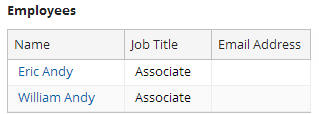 Employees
Name Job Title Email Address
Eric Andy Associate
William Andy Associate